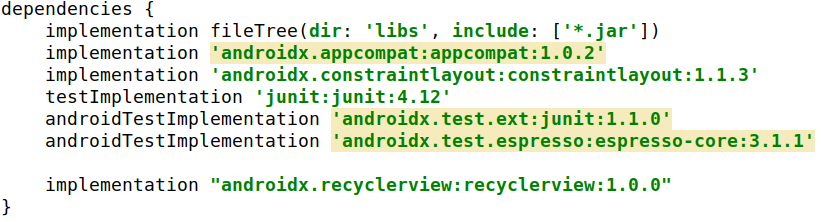 dependencies {
    implementation fileTree(dir: 'libs', include: ['*.jar'])
    implementation 'androidx.appcompat:appcompat:1.0.2'
    implementation 'androidx.constraintlayout:constraintlayout:1.1.3'
    testImplementation 'junit:junit:4.12'
    androidTestImplementation 'androidx.test.ext:junit:1.1.0'
    androidTestImplementation 'androidx.test.espresso:espresso-core:3.1.1'

    implementation "androidx.recyclerview:recyclerview:1.0.0"
}